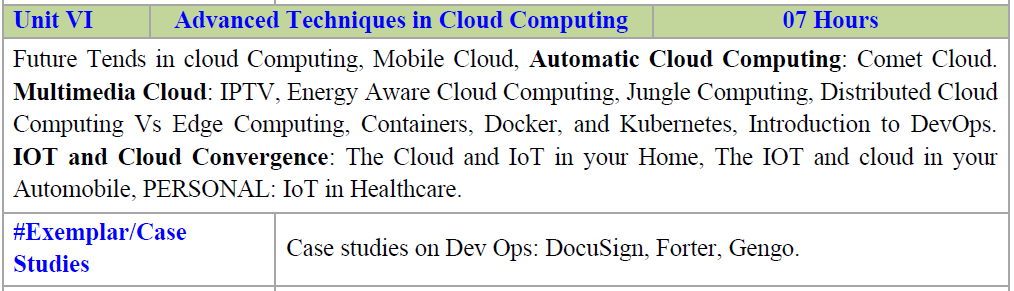 Unit VI Advanced Techniques in Cloud Computing 07 Hours
Future Tends in cloud Computing, Mobile Cloud, Automatic Cloud Computing: Comet Cloud.
Multimedia Cloud: IPTV, Energy Aware Cloud Computing, Jungle Computing, Distributed Cloud
Computing Vs Edge Computing, Containers, Docker, and Kubernetes, Introduction to DevOps.
IOT and Cloud Convergence: The Cloud and IoT in your Home, The IOT and cloud in your
Automobile, PERSONAL: IoT in Healthcare.
#Exemplar/Case
Studies
Case studies on Dev Ops: DocuSign, Forter, Gengo.